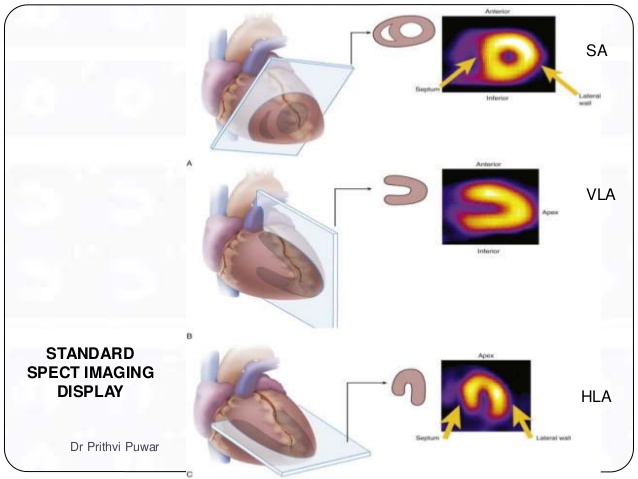 Anterior
SA
Septum
Lateral
wall
Inferior
A
Anterior
VLA
Apex
Inferior
B
STANDARD
SPECT IMAGING
DISPLAY
Apex
HLA
Septum
Lateral wall
Dr Prithvi Puwar
C